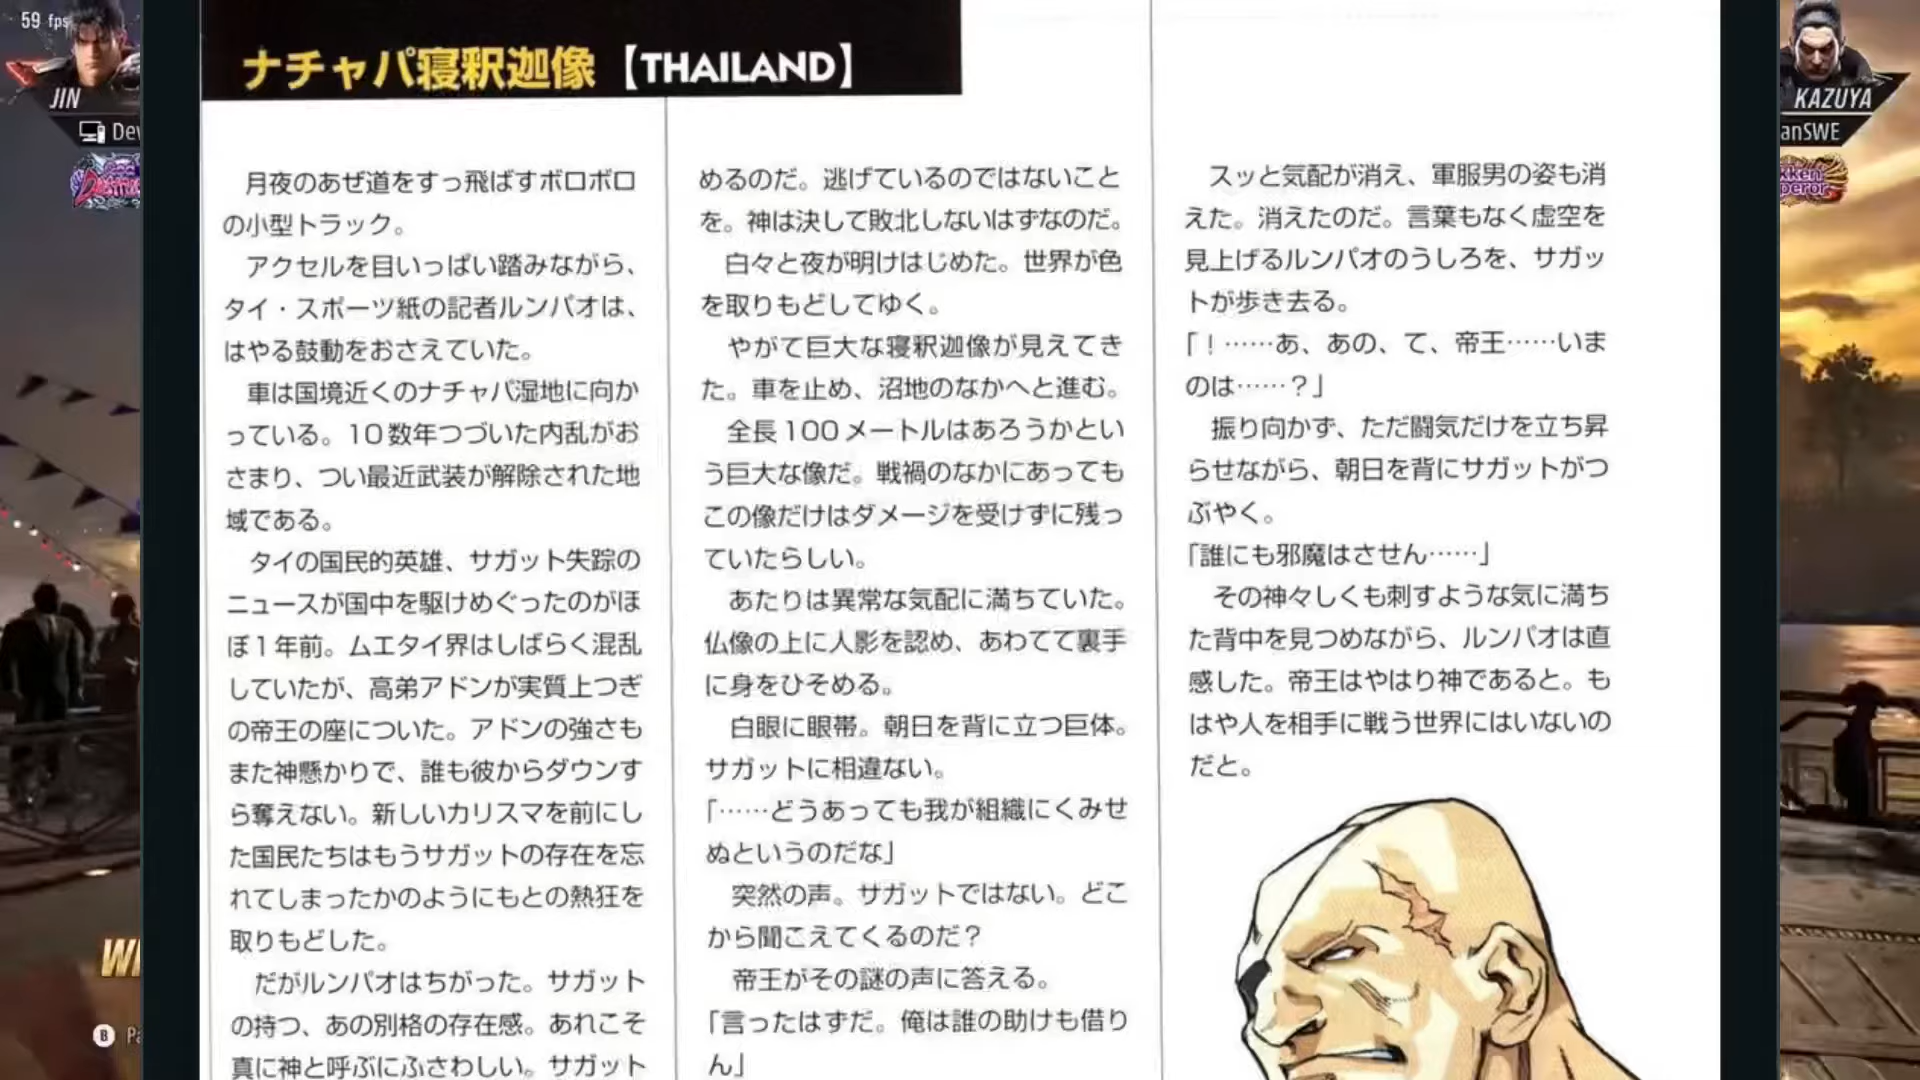 59 fps
JIN
Dev
KAZUYA
anSWE
ナチャパ寝釈迦像【THAILAND】
月夜のあぜ道をすっ飛ばすボロボロ
の小型トラック。
アクセルを目いっぱい踏みながら、
タイ・スポーツ紙の記者ルンパオは、
はやる鼓動をおさえていた。
車は国境近くのナチャパ湿地に向か
っている。10数年つづいた内乱がお
さまり、つい最近武装が解除された地
域である。
タイの国民的英雄、サガット失踪の
ニュースが国中を駆けめぐったのがほ
ぼ1年前。ムエタイ界はしばらく混乱
していたが、高弟アドンが実質上つぎ
の帝王の座についた。アドンの強さも
また神懸かりで、誰も彼からダウンす
ら奪えない。新しいカリスマを前にし
た国民たちはもうサガットの存在を忘
れてしまったかのようにもとの熱狂を
取りもどした。
だがルンパオはちがった。サガット
の持つ、あの別格の存在感。あれこそ
真に神と呼ぶにふさわしい。サガット
めるのだ。逃げているのではないこと
を。神は決して敗北しないはずなのだ。
白々と夜が明けはじめた。世界が色
を取りもどしてゆく。
やがて巨大な寝釈迦像が見えてき
た。車を止め、沼地のなかへと進む。
全長100メートルはあろうかとい
う巨大な像だ。戦禍のなかにあっても
この像だけはダメージを受けずに残っ
ていたらしい。
あたりは異常な気配に満ちていた。
仏像の上に人影を認め、あわてて裏手
に身をひそめる。
白眼に眼帯。朝日を背に立つ巨体。
サガットに相違ない。
「……どうあっても我が組織にくみせ
ぬというのだな」
突然の声。サガットではない。どこ
から聞こえてくるのだ？
帝王がその謎の声に答える。
「言ったはずだ。俺は誰の助けも借り
ん」
スッと気配が消え、軍服男の姿も消
えた。消えたのだ。言葉もなく虚空を
見上げるルンパオのうしろを、サガッ
トが歩き去る。
「！……あ、あの、て、帝王……いま
のは……？」
振り向かず、ただ闘気だけを立ち昇
らせながら、朝日を背にサガットがつ
ぶやく。
「誰にも邪魔はさせん……」
その神々しくも刺すような気に満ち
た背中を見つめながら、ルンパオは直
感した。帝王はやはり神であると。も
はや人を相手に戦う世界にはいないの
だと。
B Pa